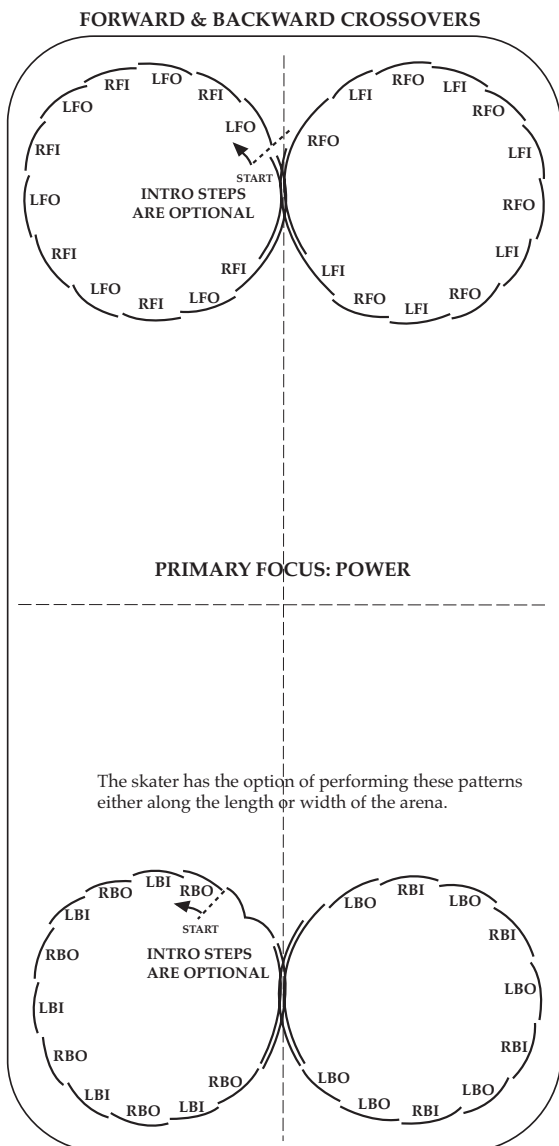 FORWARD & BACKWARD CROSSOVERS
LFO
RFI
LFO
RFI
LFO
RFI
LFO
RFI
LFO
RFI
LFO
RFI
START
INTRO STEPS
ARE OPTIONAL
RFO
LFI
RFO
LFI
RFO
LFI
RFO
LFI
RFO
LFI
RFO
LFI
PRIMARY FOCUS: POWER
The skater has the option of performing these patterns
either along the length or width of the arena.
RBO
LBI
RBO
LBI
RBO
LBI
RBO
LBI
RBO
LBI
RBO
START
INTRO STEPS
ARE OPTIONAL
LBO
RBI
LBO
RBI
LBO
RBI
LBO
RBI
LBO
LBO